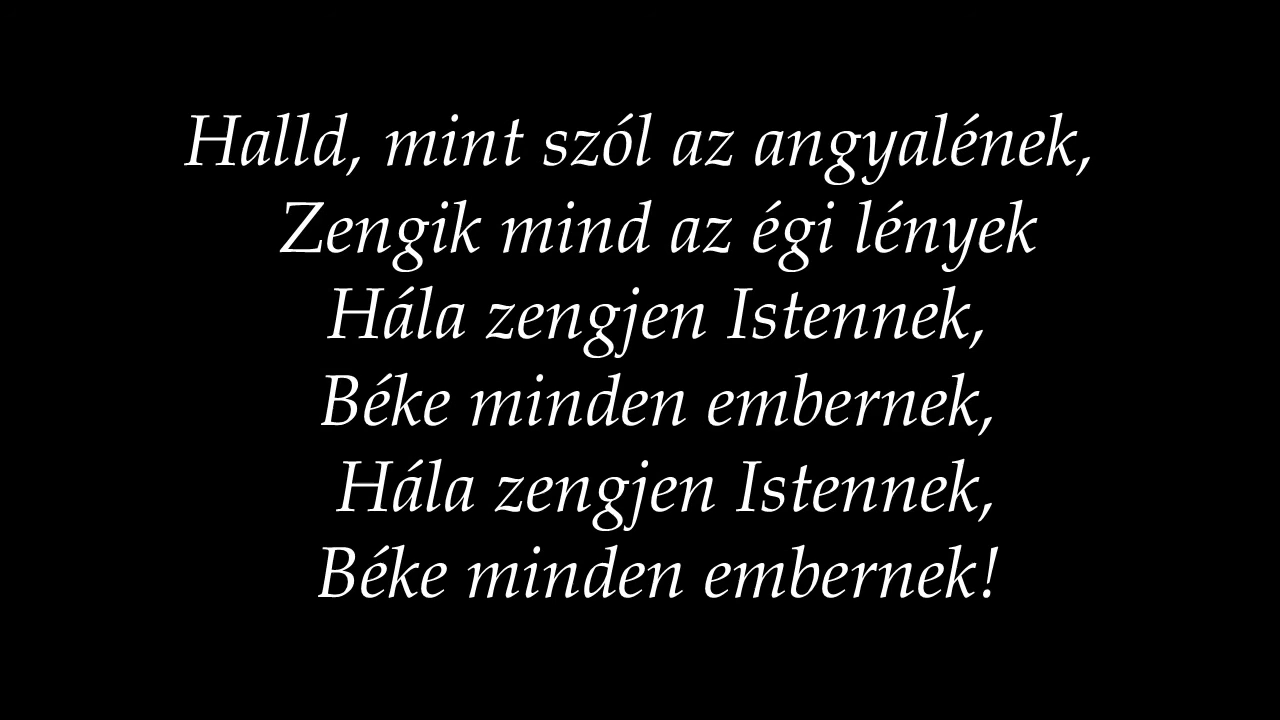 Halld, mint szól az angyalének,
Zengik mind az égi lények
Hála zengjen Istennek,
Béke minden embernek,
Hála zengjen Istennek,
Béke minden embernek!